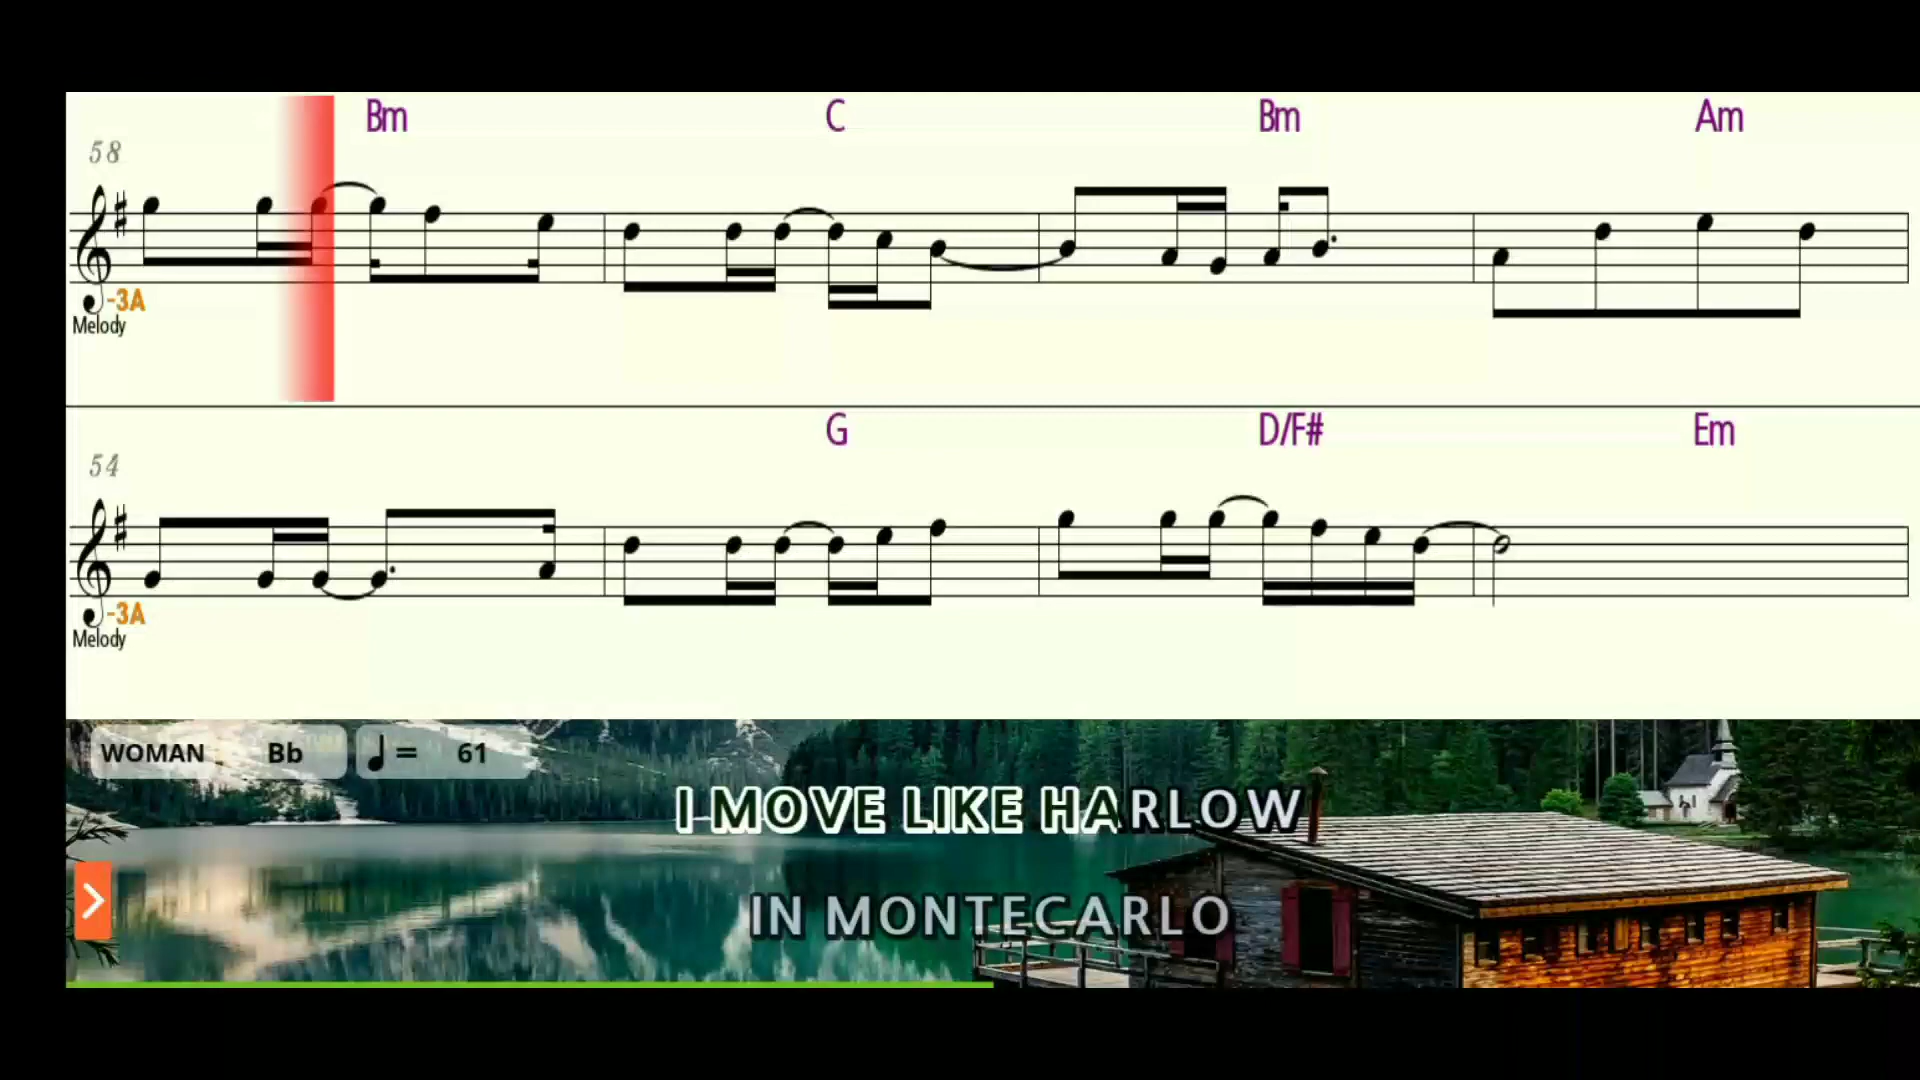 Bm C Bm Am
58
-3A
Melody
G D/F# Em
54
-3A
Melody
WOMAN Bb ♩ = 61
I MOVE LIKE HARLOW
IN MONTECARLO